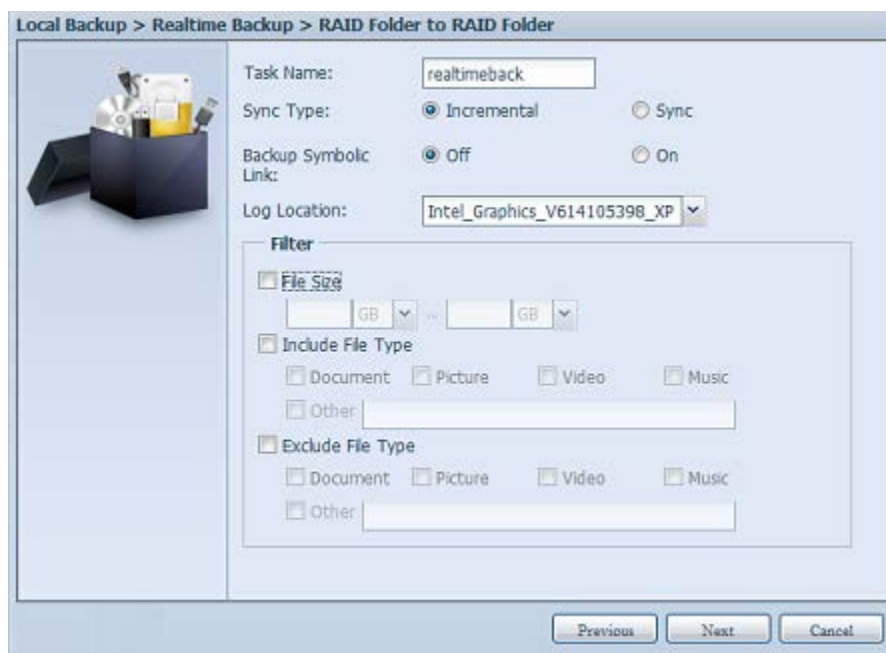 Local Backup > Realtime Backup > RAID Folder to RAID Folder
Task Name: realtimeback
Sync Type: Incremental Sync
Backup Symbolic Link: Off On
Log Location: Intel_Graphics_V614105398_XP
Filter
File Size
GB ... GB
Include File Type
Document Picture Video Music
Other
Exclude File Type
Document Picture Video Music
Other
Previous Next Cancel